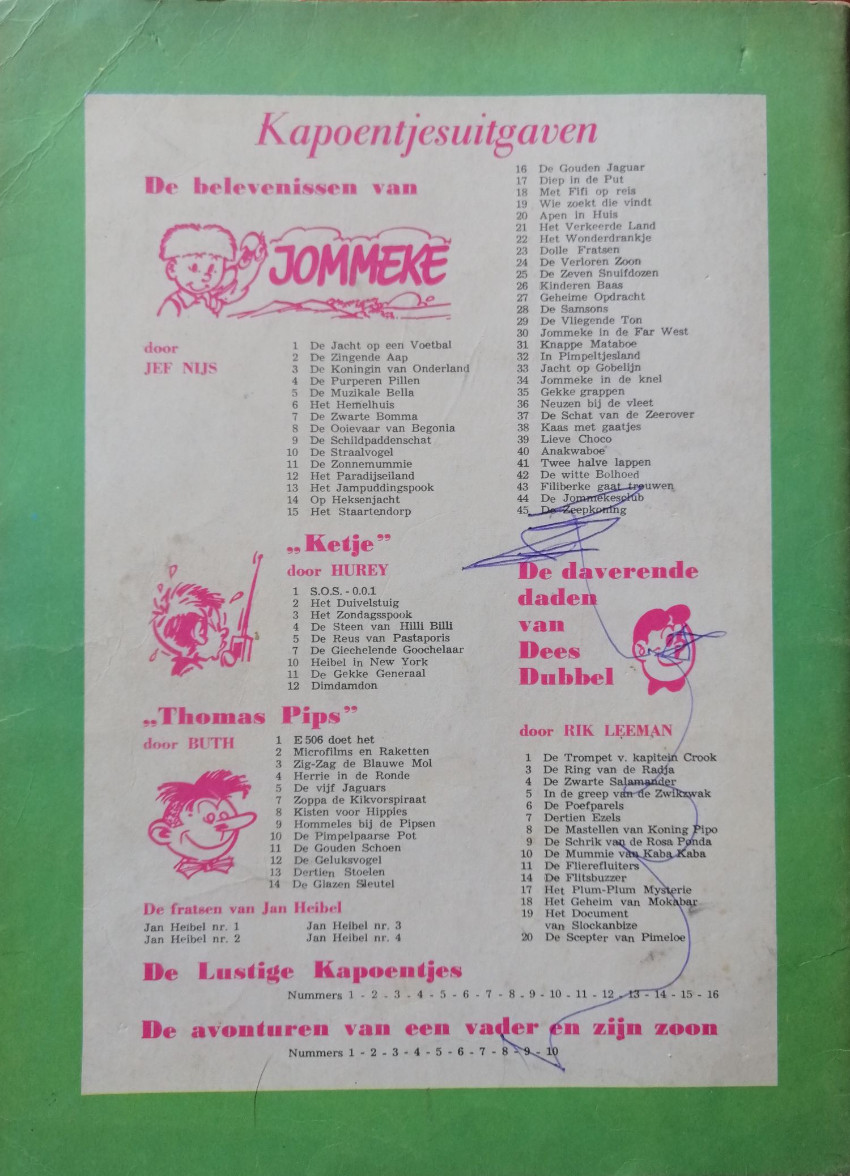 Kapoentjesuitgaven
De belevenissen van
JOMMEKE
door
JEF NIJS
1 De Jacht op een Voetbal
2 De Zingende Aap
3 De Koningin van Onderland
4 De Purperen Pillen
5 De Muzikale Bella
6 Het Hemelhuis
7 De Zwarte Bomma
8 De Ooievaar van Begonia
9 De Schildpaddenschat
10 De Straalvogel
11 De Zonnemummie
12 Het Paradijseiland
13 Het Jampuddingspook
14 Op Heksenjacht
15 Het Staartendorp
16 De Gouden Jaguar
17 Diep in de Put
18 Met Fifi op reis
19 Wie zoekt die vindt
20 Apen in Huis
21 Het Verkeerde Land
22 Het Wonderdrankje
23 Dolle Fratsen
24 De Verloren Zoon
25 De Zeven Snuifdozen
26 Kinderen Baas
27 Geheime Opdracht
28 De Samsons
29 De Vliegende Ton
30 Jommeke in de Far West
31 Knappe Mataboe
32 In Pimpeltjesland
33 Jacht op Gobelijn
34 Jommeke in de knel
35 Gekke grappen
36 Neuzen bij de vleet
37 De Schat van de Zeerover
38 Kaas met gaatjes
39 Lieve Choco
40 Anakwaboe
41 Twee halve lappen
42 De witte Bolhoed
43 Filiberke gaat trouwen
44 De Jommekesclub
45 De Zeepkoning
„Ketje”
door HUREY
1 S.O.S. - 0.0.1
2 Het Duivelstuig
3 Het Zondagsspook
4 De Steen van Hilli Billi
5 De Reus van Pastaporis
7 De Giechelende Goochelaar
10 Heibel in New York
11 De Gekke Generaal
12 Dimdamdon
„Thomas Pips”
door BUTH
1 E 506 doet het
2 Microfilms en Raketten
3 Zig-Zag de Blauwe Mol
4 Herrie in de Ronde
5 De vijf Jaguars
7 Zoppa de Kikvorspiraat
8 Kisten voor Hippies
9 Hommeles bij de Pipsen
10 De Pimpelpaarse Pot
11 De Gouden Schoen
12 De Geluksvogel
13 Dertien Stoelen
14 De Glazen Sleutel
De daverende
daden
van
Dees
Dubbel
door RIK LEEMAN
1 De Trompet v. kapitein Crook
3 De Ring van de Radja
4 De Zwarte Salamander
5 In de greep van de Zwikzwak
6 De Poefparels
7 Dertien Ezels
8 De Mastellen van Koning Pipo
9 De Schrik van de Rosa Ponda
10 De Mummie van Kaba Kaba
11 De Flierefluiters
14 De Flitsbuzzer
17 Het Plum-Plum Mysterie
18 Het Geheim van Mokabar
19 Het Document
van Slockanbize
20 De Scepter van Pimeloe
De fratsen van Jan Heibel
Jan Heibel nr. 1
Jan Heibel nr. 2
Jan Heibel nr. 3
Jan Heibel nr. 4
De Lustige Kapoentjes
Nummers 1 - 2 - 3 - 4 - 5 - 6 - 7 - 8 - 9 - 10 - 11 - 12 - 13 - 14 - 15 - 16
De avonturen van een vader en zijn zoon
Nummers 1 - 2 - 3 - 4 - 5 - 6 - 7 - 8 - 9 - 10